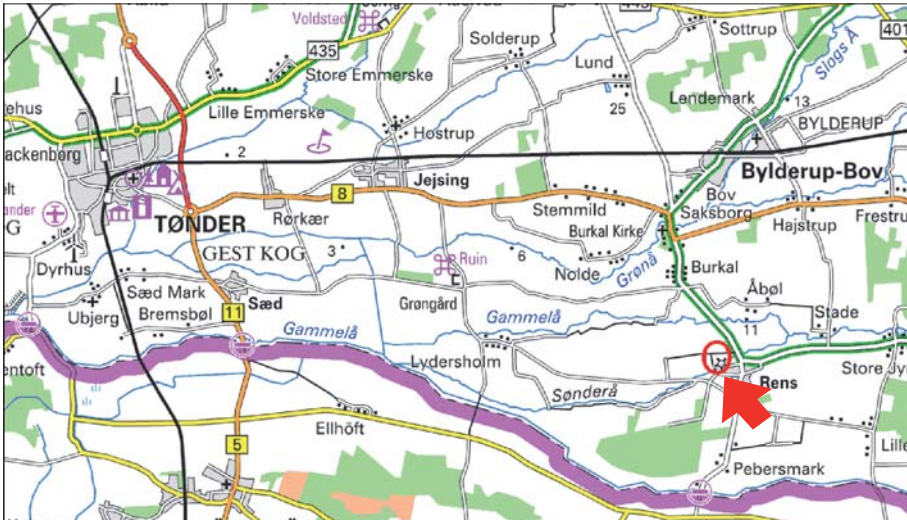 Voldsted
435
Solderup
Sottrup
401
Slogs Å
Store Emmerske
Lund
Lille Emmerske
25
Lendemark
13
Hostrup
BYLDERUP
ackenborg
2
Bylderup-Bov
Jejsing
8
Bov
Rørkær
Stemmild
Saksborg
TØNDER
Burkal Kirke
Hajstrup
Frestru
GEST KOG
3
Ruin
6
Grønå
Dyrhus
Nolde
Burkal
Sæd Mark
Sæd
Grøngård
Åbøl
Ubjerg
Bremsbøl
11
Gammelå
Gammelå
11
Stade
entoft
Lydersholm
Store Jy
Sønderå
Rens
Ellhöft
5
Lille
Pebersmark